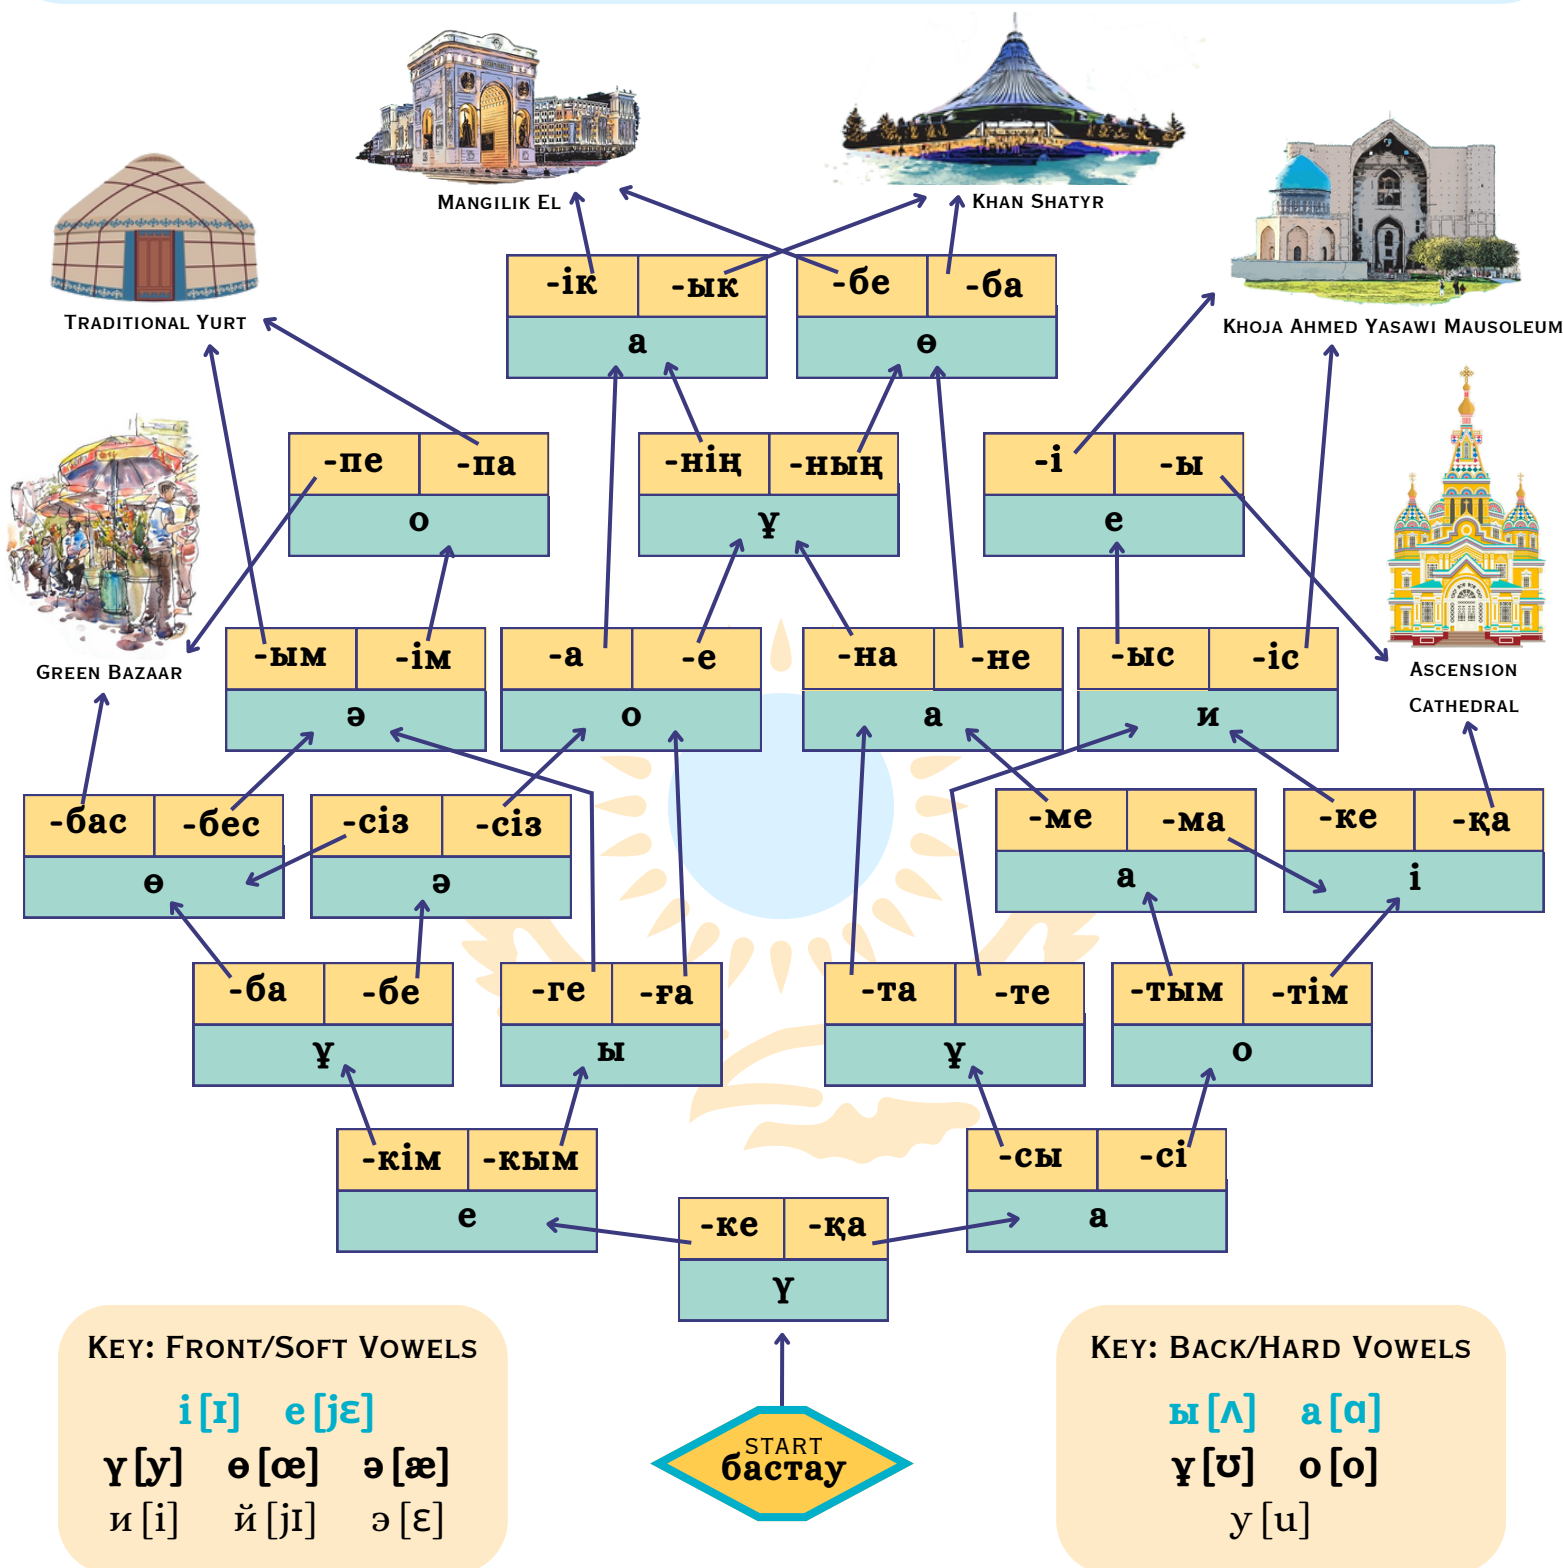 Mangilik El
Khan Shatyr
-ік -ык
а
-бе -ба
ө
Traditional Yurt
Khoja Ahmed Yasawi Mausoleum
-пе -па
о
-нің -ның
ұ
-і -ы
е
Green Bazaar
Ascension
Cathedral
-ым -ім
ә
-а -е
о
-на -не
а
-ыс -іс
и
-бас -бес
ө
-сіз -сіз
ә
-ме -ма
а
-ке -қа
і
-ба -бе
ұ
-ге -ға
ы
-та -те
ұ
-тым -тім
о
-кім -кым
е
-сы -сі
а
-ке -қа
ү
Key: Front/Soft Vowels
і [ɪ] е [jɛ]
ү [y] ө [œ] ә [æ]
и [i] й [jɪ] э [ɛ]
START
бастау
Key: Back/Hard Vowels
ы [ʌ] а [ɑ]
ұ [ʊ] о [o]
у [u]